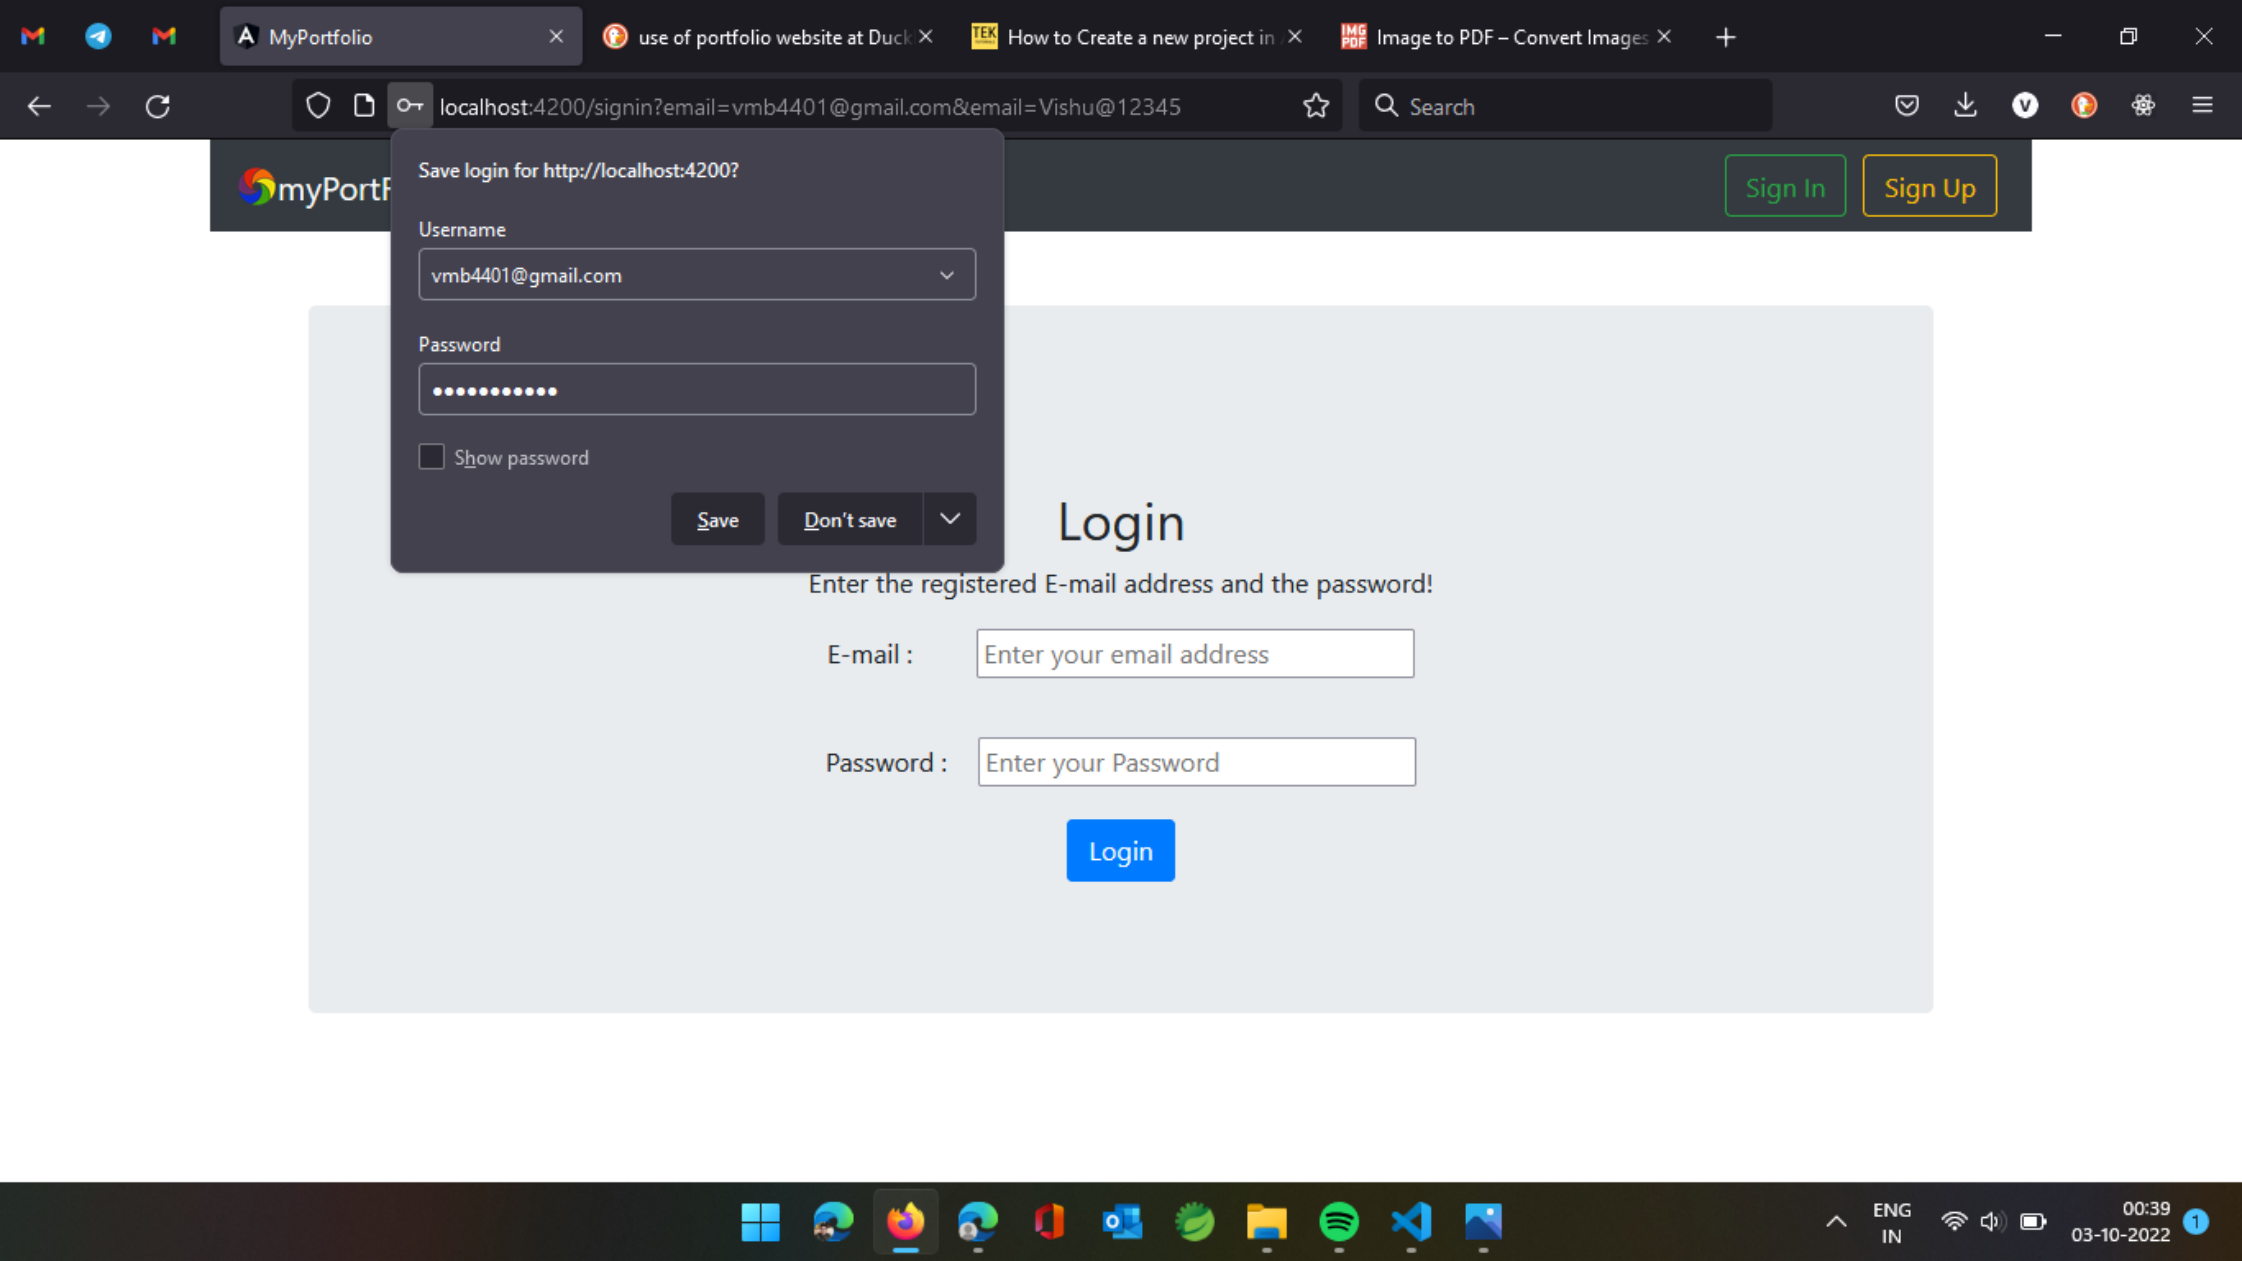 MyPortfolio
use of portfolio website at Duck
TEK
How to Create a new project in
IMG PDF
Image to PDF – Convert Images
localhost:4200/signin?email=vmb4401@gmail.com&email=Vishu@12345
Search
V
myPortF
Sign In
Sign Up
Save login for http://localhost:4200?
Username
vmb4401@gmail.com
Password
•••••••••••
Show password
Save
Don't save
Login
Enter the registered E-mail address and the password!
E-mail :
Enter your email address
Password :
Enter your Password
Login
ENG
IN
00:39
03-10-2022
1